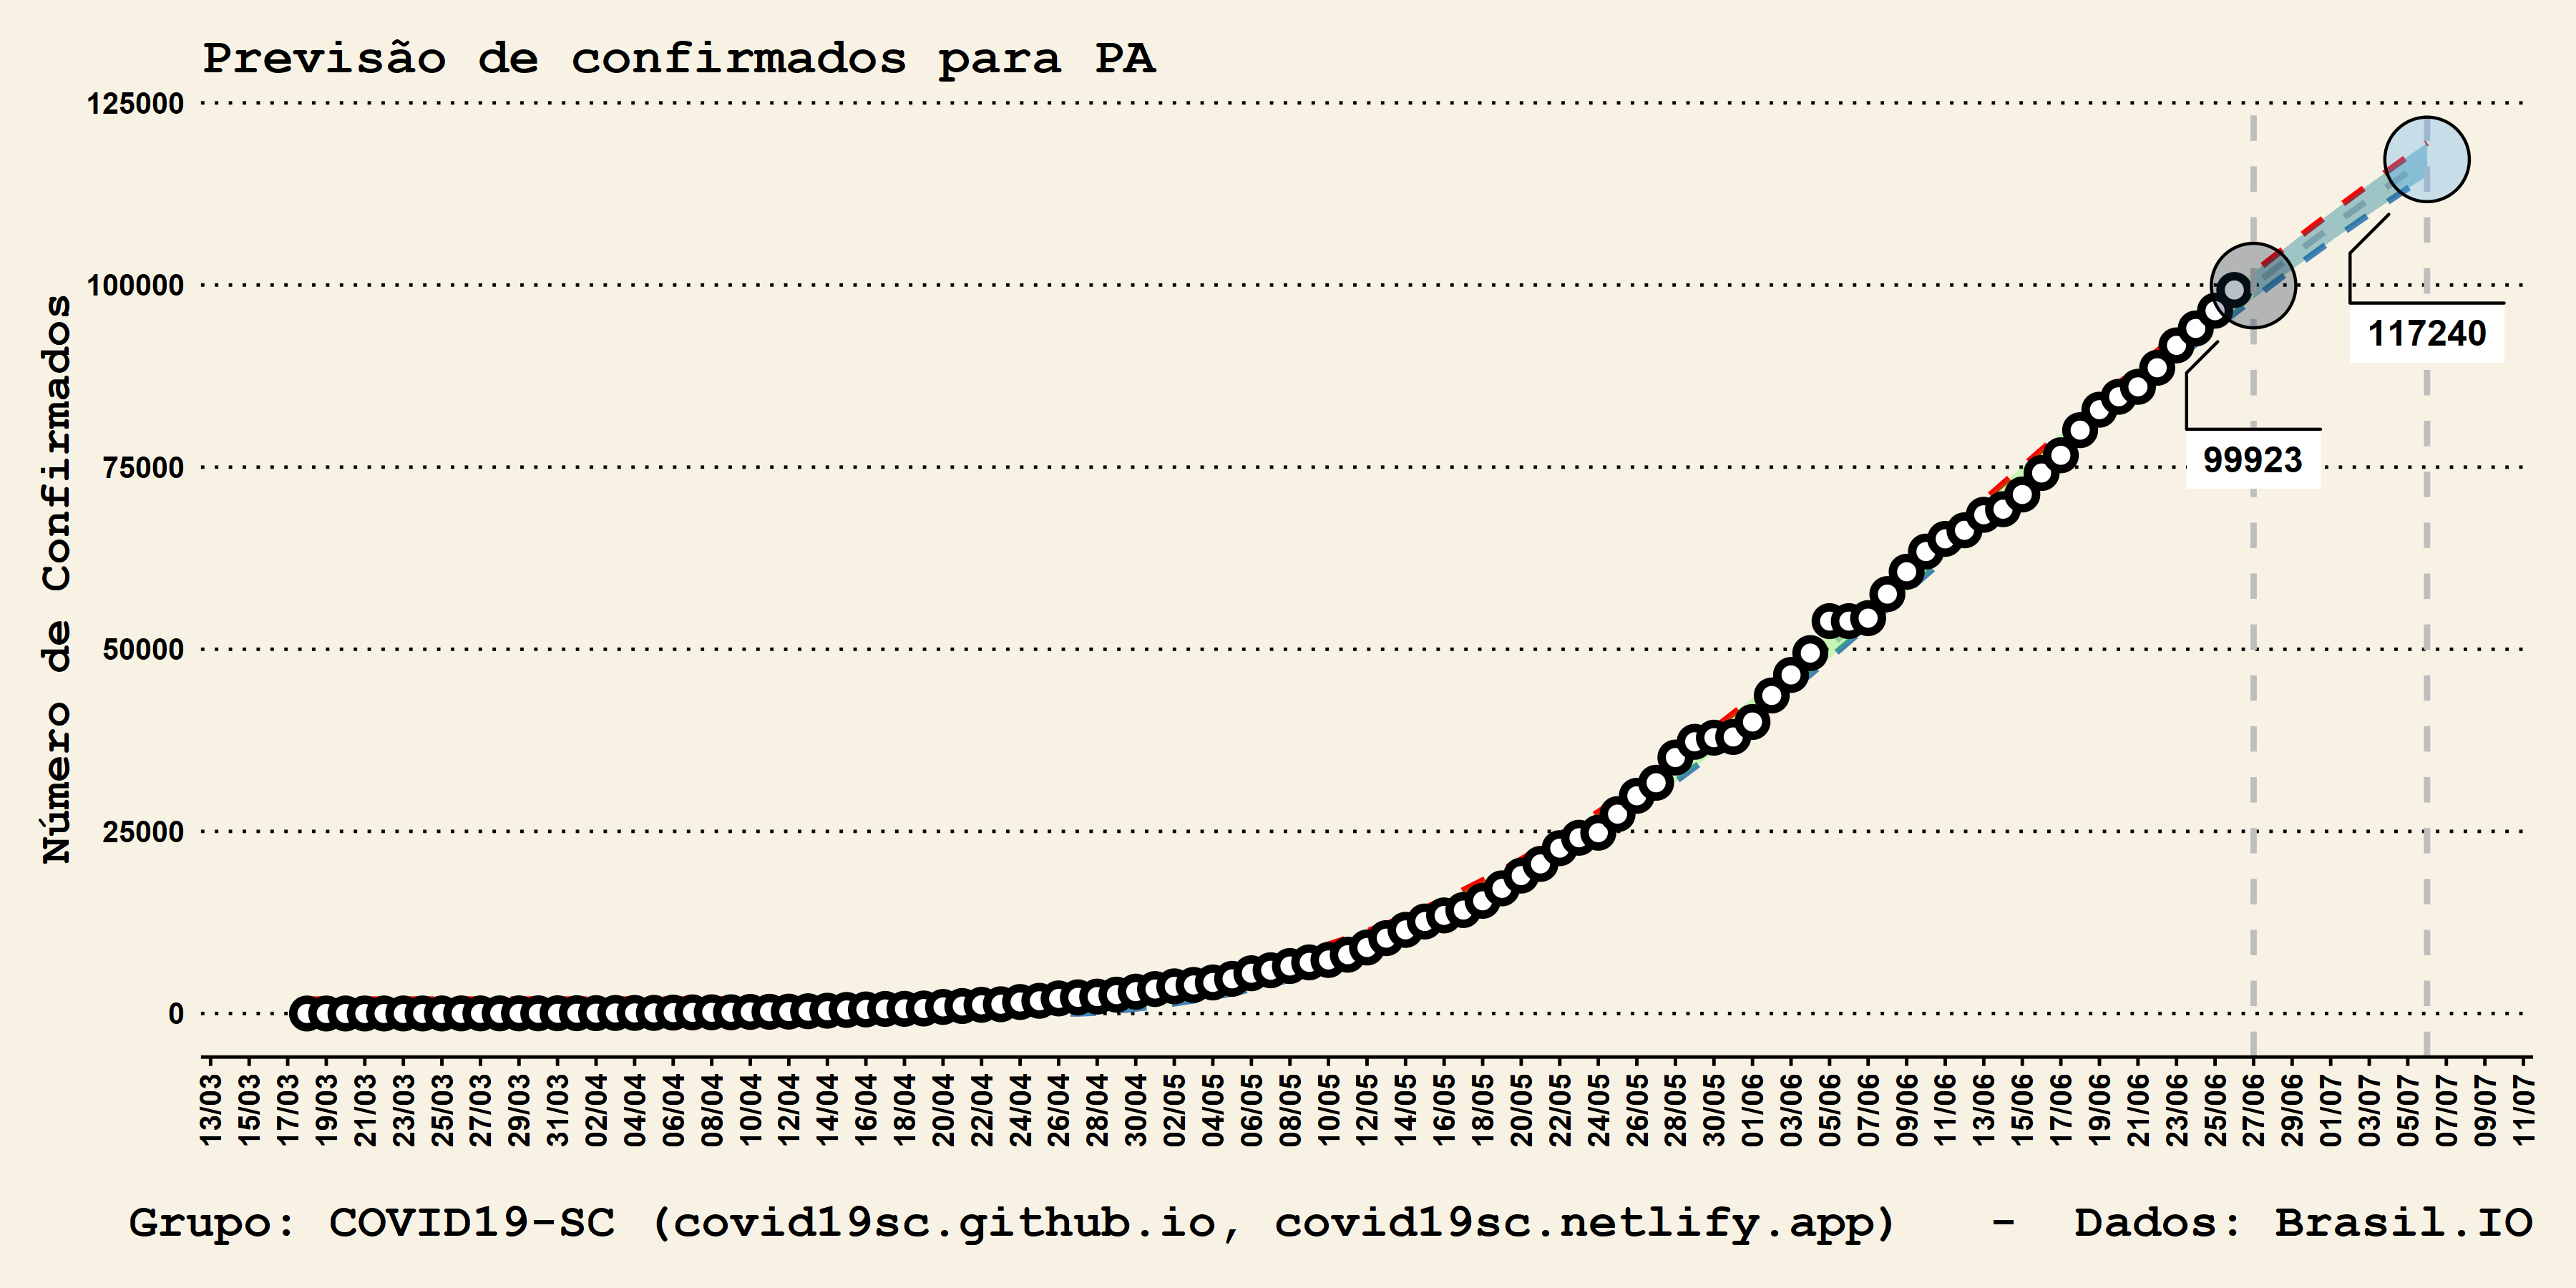 Previsão de confirmados para PA
Número de Confirmados
125000
100000
75000
50000
25000
0
117240
99923
13/03 15/03 17/03 19/03 21/03 23/03 25/03 27/03 29/03 31/03 02/04 04/04 06/04 08/04 10/04 12/04 14/04 16/04 18/04 20/04 22/04 24/04 26/04 28/04 30/04 02/05 04/05 06/05 08/05 10/05 12/05 14/05 16/05 18/05 20/05 22/05 24/05 26/05 28/05 30/05 01/06 03/06 05/06 07/06 09/06 11/06 13/06 15/06 17/06 19/06 21/06 23/06 25/06 27/06 29/06 01/07 03/07 05/07 07/07 09/07 11/07
Grupo: COVID19-SC (covid19sc.github.io, covid19sc.netlify.app) - Dados: Brasil.IO